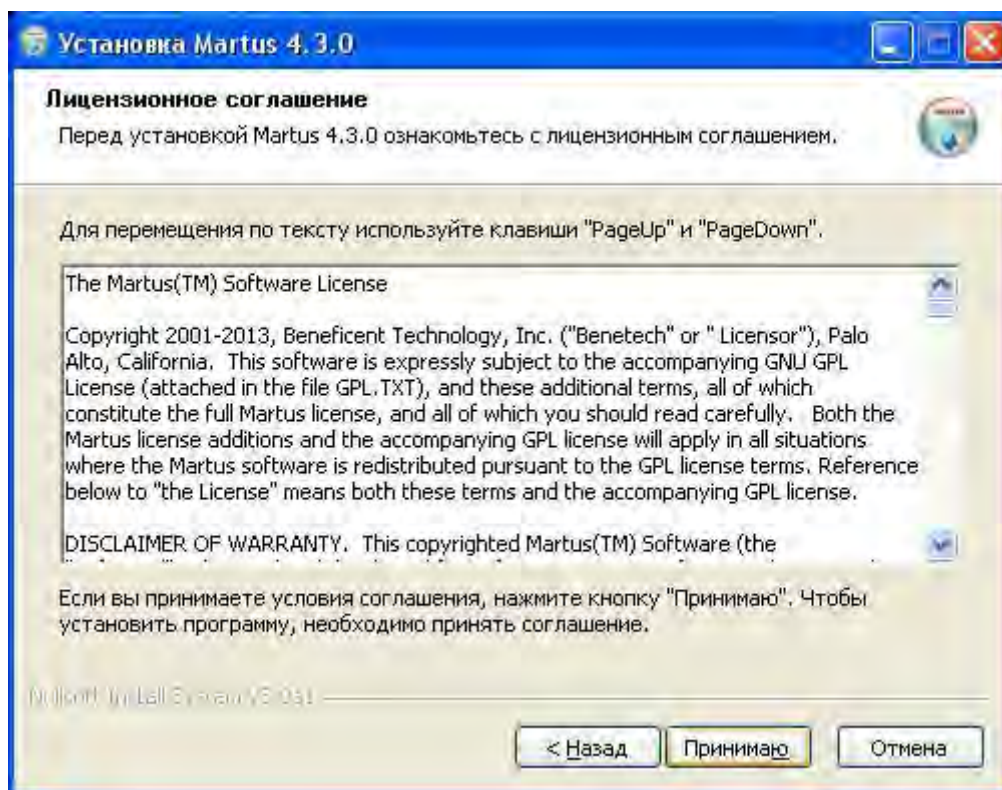 Установка Martus 4.3.0
Лицензионное соглашение
Перед установкой Martus 4.3.0 ознакомьтесь с лицензионным соглашением.
Для перемещения по тексту используйте клавиши "PageUp" и "PageDown".
The Martus(TM) Software License
Copyright 2001-2013, Beneficent Technology, Inc. ("Benetech" or " Licensor"), Palo
Alto, California.  This software is expressly subject to the accompanying GNU GPL
License (attached in the file GPL.TXT), and these additional terms, all of which
constitute the full Martus license, and all of which you should read carefully.   Both the
Martus license additions and the accompanying GPL license will apply in all situations
where the Martus software is redistributed pursuant to the GPL license terms. Reference
below to "the License" means both these terms and the accompanying GPL license.
DISCLAIMER OF WARRANTY.  This copyrighted Martus(TM) Software (the
Если вы принимаете условия соглашения, нажмите кнопку "Принимаю". Чтобы
установить программу, необходимо принять соглашение.
Nullsoft Install System
< Назад Принимаю Отмена